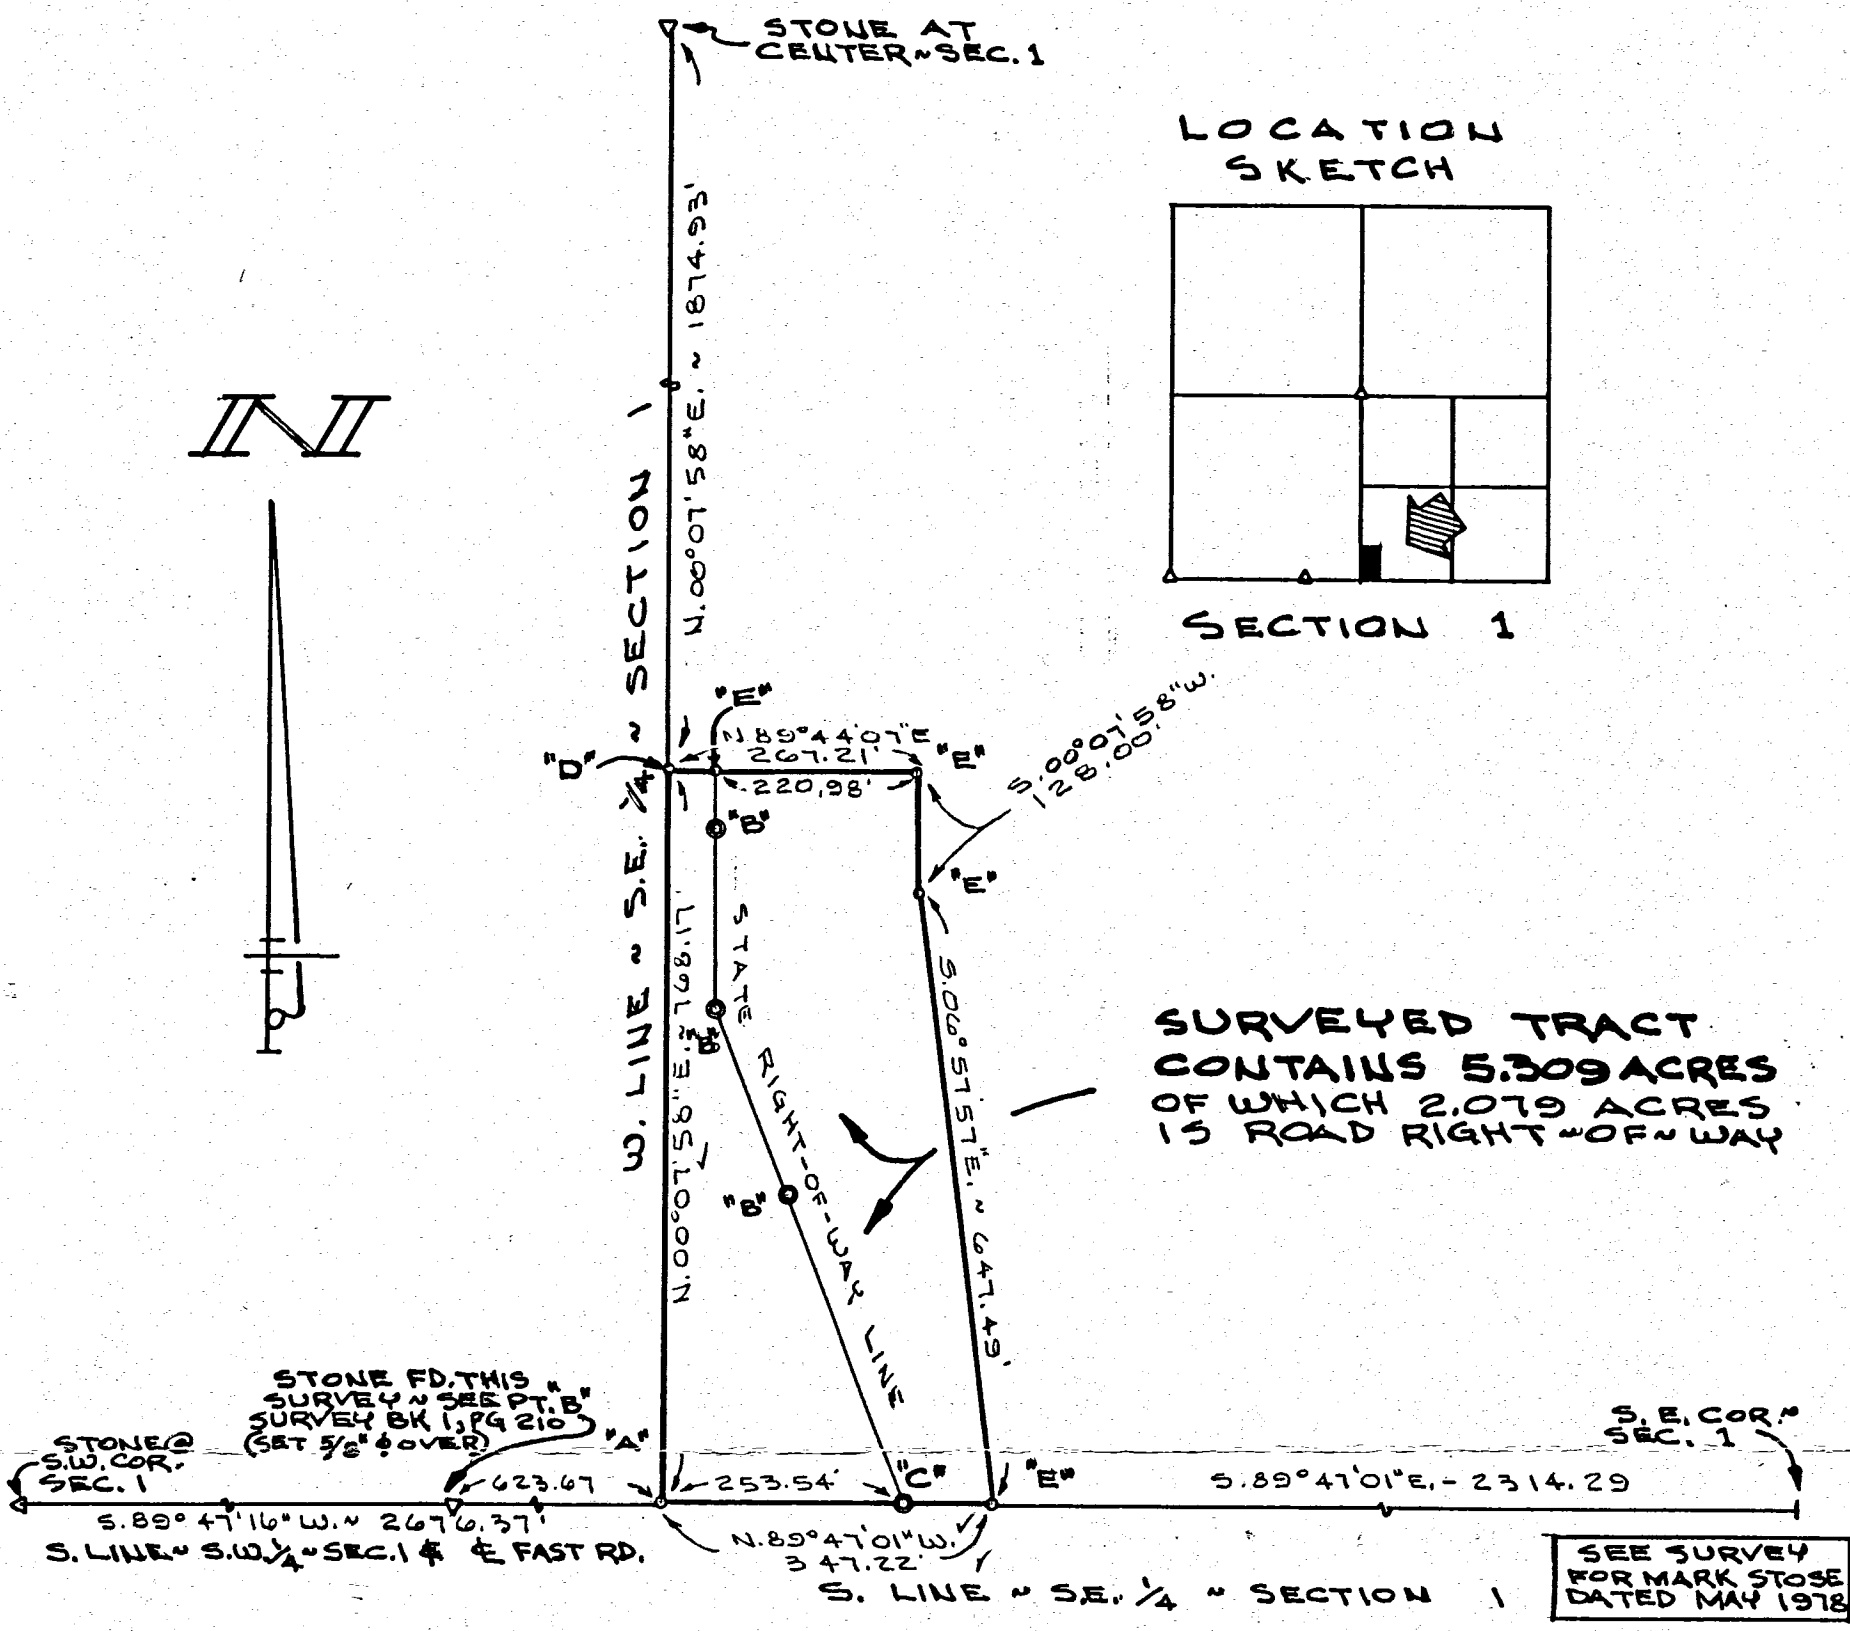 STONE AT
CENTER~SEC. 1
LOCATION
SKETCH
SECTION 1
N
N.00°07'58"E. ~ 1874.93'
W. LINE ~ S.E. 1/4 ~ SECTION 1
"E"
N.89°44'07"E
267.21'
"E"
"D"
220.98'
S.00°07'58"W.
128.00'
"B"
"E"
STATE RIGHT-OF-WAY LINE
N.00°07'58"E. ~ 768.17'
"B"
"B"
S.06°57'57"E. ~ 647.49'
SURVEYED TRACT
CONTAINS 5.309 ACRES
OF WHICH 2.079 ACRES
IS ROAD RIGHT~OF~WAY
STONE FD. THIS
SURVEY ~ SEE PT. "B"
SURVEY BK 1, PG 210
(SET 5/8" ϕ OVER)
STONE@
S.W. COR.
SEC. 1
"A"
623.67
253.54'
"C"
"E"
S.89°47'01"E. - 2314.29
S. E. COR.~
SEC. 1
S.89°47'16"W. ~ 2676.37'
S. LINE ~ S.W. 1/4 ~ SEC. 1 & ℄ FAST RD.
N.89°47'01"W.
347.22'
S. LINE ~ S.E. 1/4 ~ SECTION 1
SEE SURVEY
FOR MARK STOSE
DATED MAY 1978